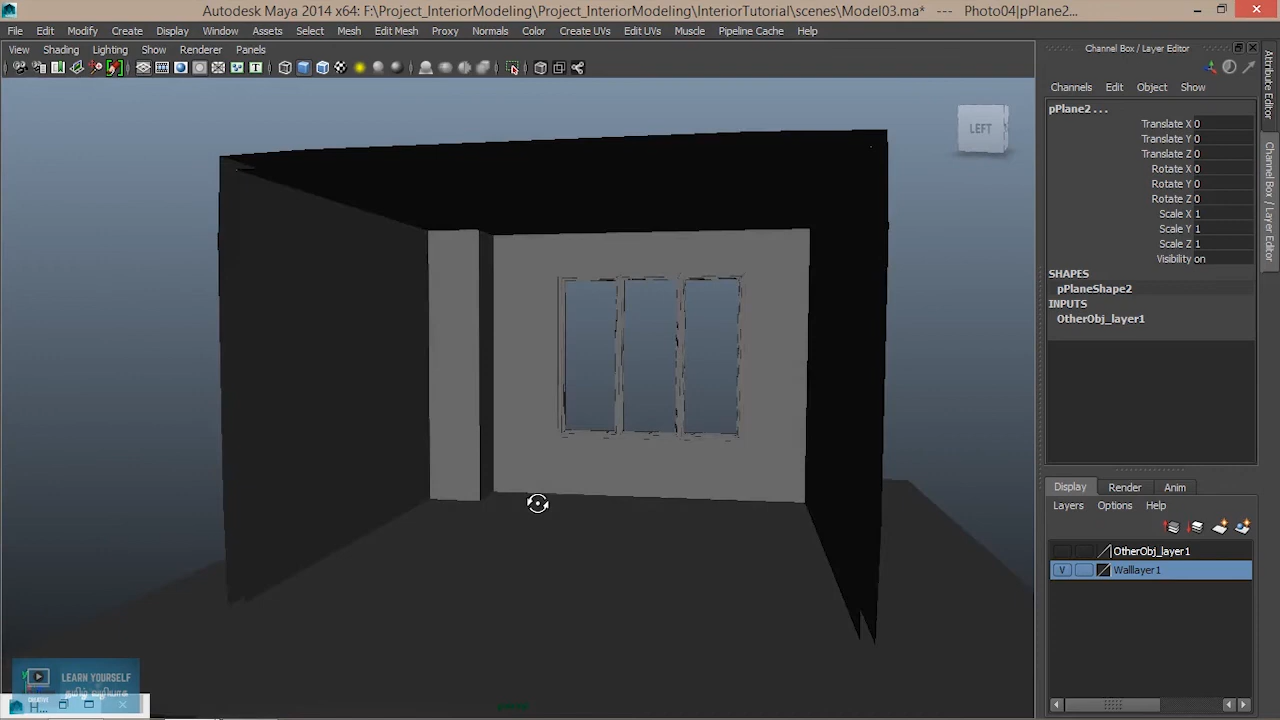 Autodesk Maya 2014 x64: F:\Project_InteriorModeling\Project_InteriorModeling\InteriorTutorial\scenes\Model03.ma* --- Photo04|pPlane2...
File Edit Modify Create Display Window Assets Select Mesh Edit Mesh Proxy Normals Color Create UVs Edit UVs Muscle Pipeline Cache Help
View Shading Lighting Show Renderer Panels
Channel Box / Layer Editor
Channels Edit Object Show
pPlane2 . . .
Translate X 0
Translate Y 0
Translate Z 0
Rotate X 0
Rotate Y 0
Rotate Z 0
Scale X 1
Scale Y 1
Scale Z 1
Visibility on
SHAPES
pPlaneShape2
INPUTS
OtherObj_layer1
Attribute Editor
Channel Box / Layer Editor
LEFT
Display Render Anim
Layers Options Help
OtherObj_layer1
V Walllayer1
LEARN YOURSELF
தமிழ் வழியாக
CREATIVE
H...
persp